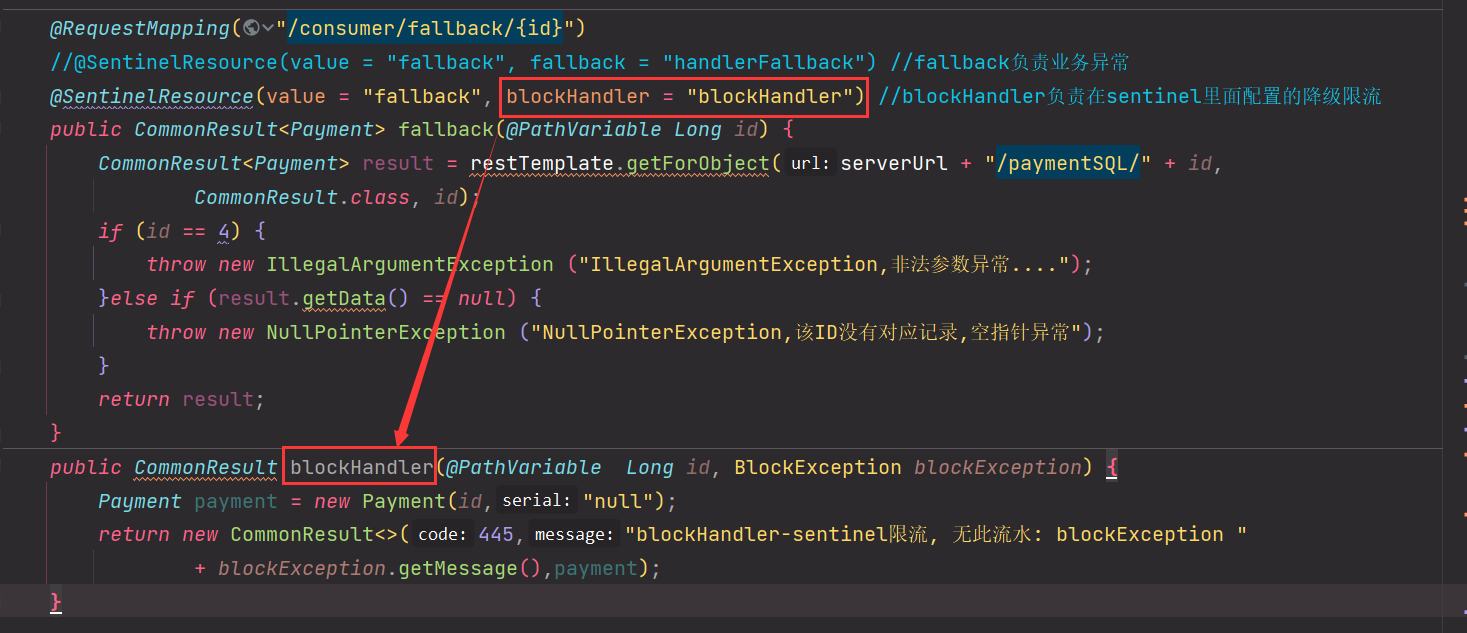 @RequestMapping("/consumer/fallback/{id}")
//@SentinelResource(value = "fallback", fallback = "handlerFallback") //fallback负责业务异常
@SentinelResource(value = "fallback", blockHandler = "blockHandler") //blockHandler负责在sentinel里面配置的降级限流
public CommonResult<Payment> fallback(@PathVariable Long id) {
CommonResult<Payment> result = restTemplate.getForObject( url: serverUrl + "/paymentSQL/" + id,
CommonResult.class, id);
if (id == 4) {
throw new IllegalArgumentException ("IllegalArgumentException,非法参数异常....");
}else if (result.getData() == null) {
throw new NullPointerException ("NullPointerException,该ID没有对应记录,空指针异常");
}
return result;
}
public CommonResult blockHandler(@PathVariable  Long id, BlockException blockException) {
Payment payment = new Payment(id, serial: "null");
return new CommonResult<>( code: 445, message: "blockHandler-sentinel限流, 无此流水: blockException "
+ blockException.getMessage(),payment);
}